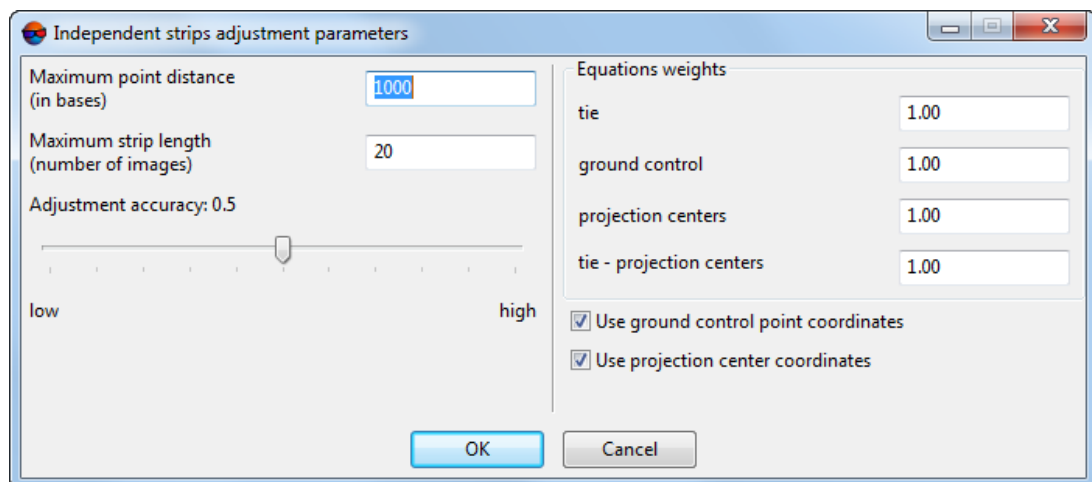 Independent strips adjustment parameters
Maximum point distance
(in bases)
1000
Maximum strip length
(number of images)
20
Adjustment accuracy: 0.5
low
high
Equations weights
tie
1.00
ground control
1.00
projection centers
1.00
tie - projection centers
1.00
Use ground control point coordinates
Use projection center coordinates
OK
Cancel